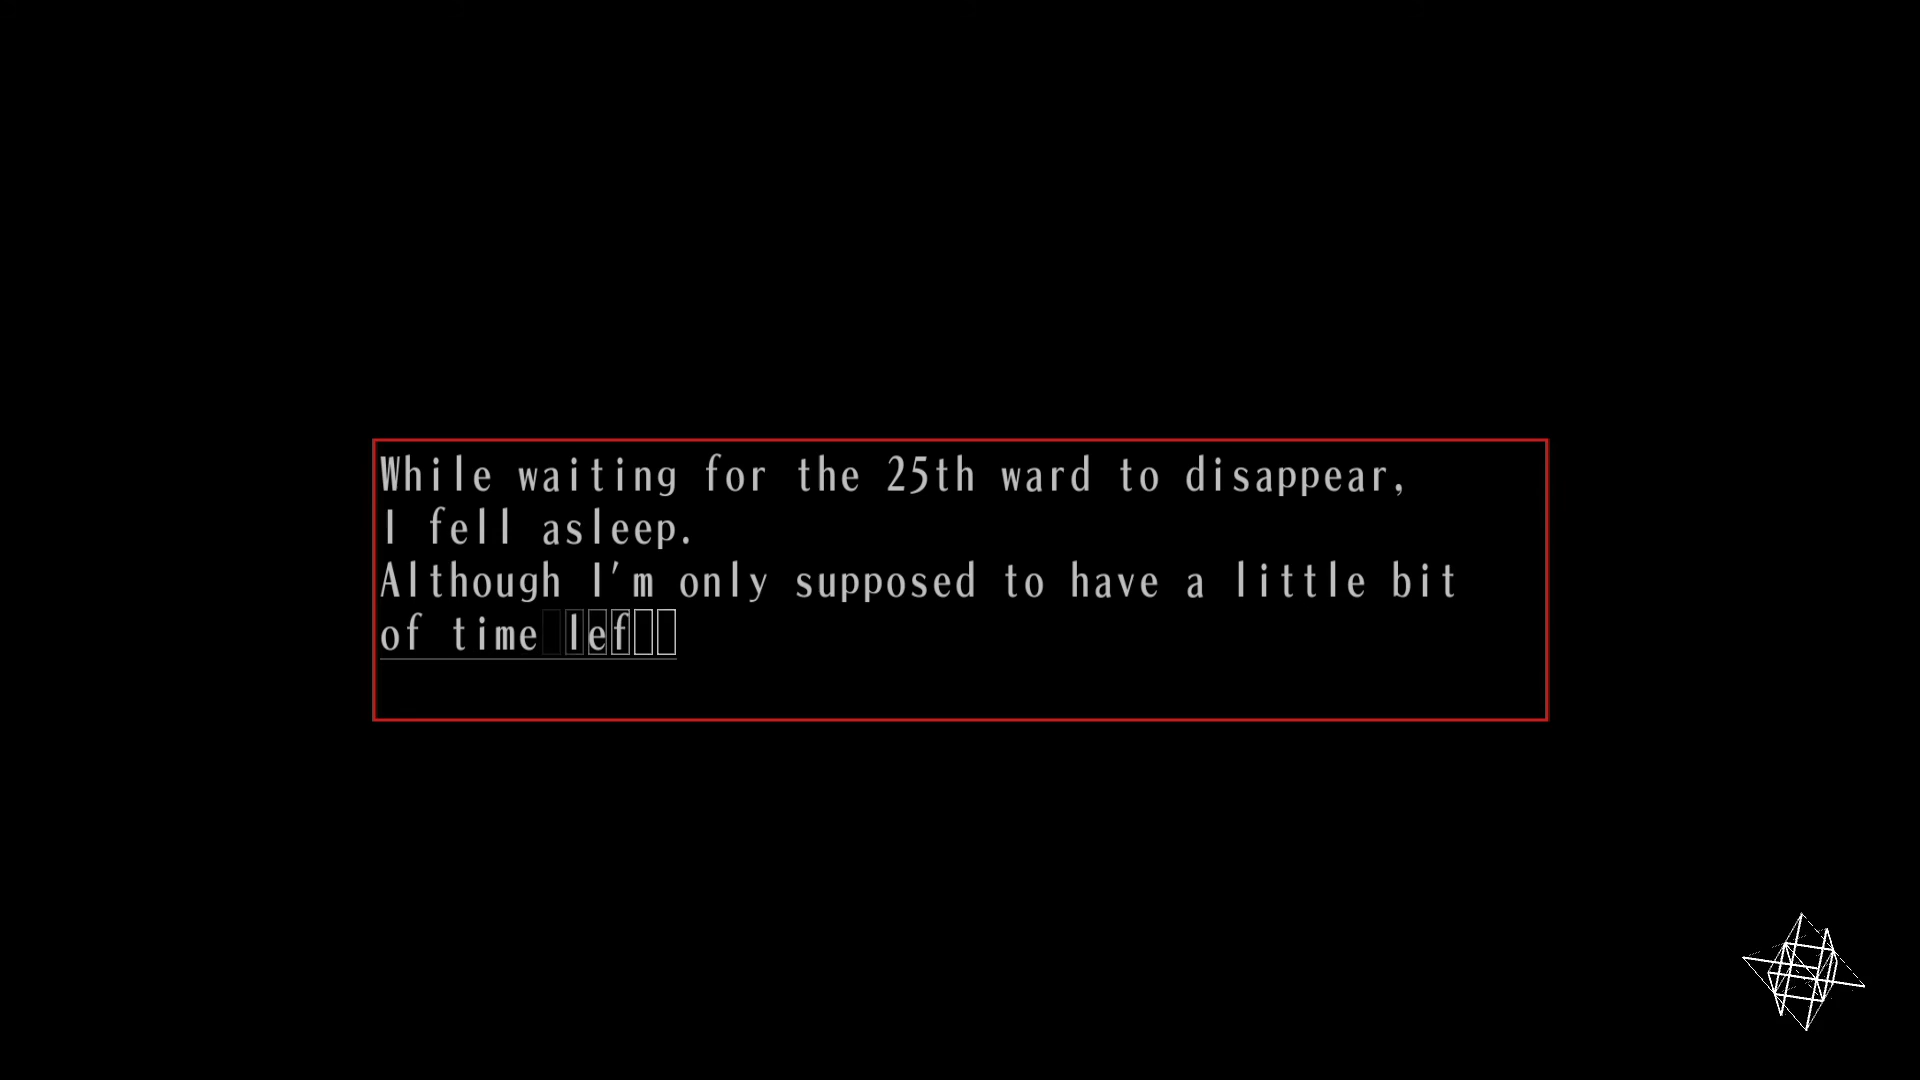 While waiting for the 25th ward to disappear,
I fell asleep.
Although I'm only supposed to have a little bit
of time lef